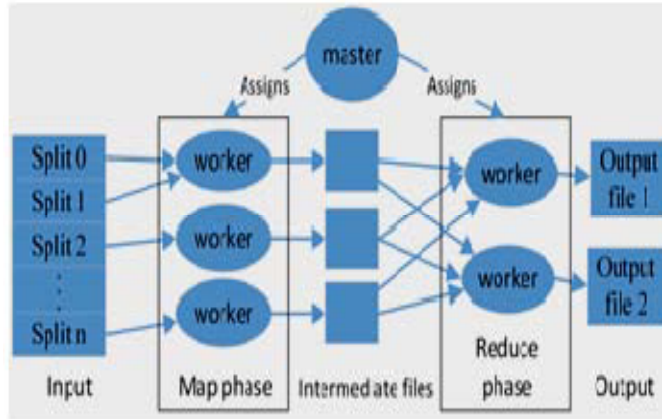 master
Assigns
Assigns
Split 0
Split 1
Split 2
Split n
worker
worker
worker
worker
worker
Output
file 1
Output
file 2
Input
Map phase
Intermediate files
Reduce
phase
Output